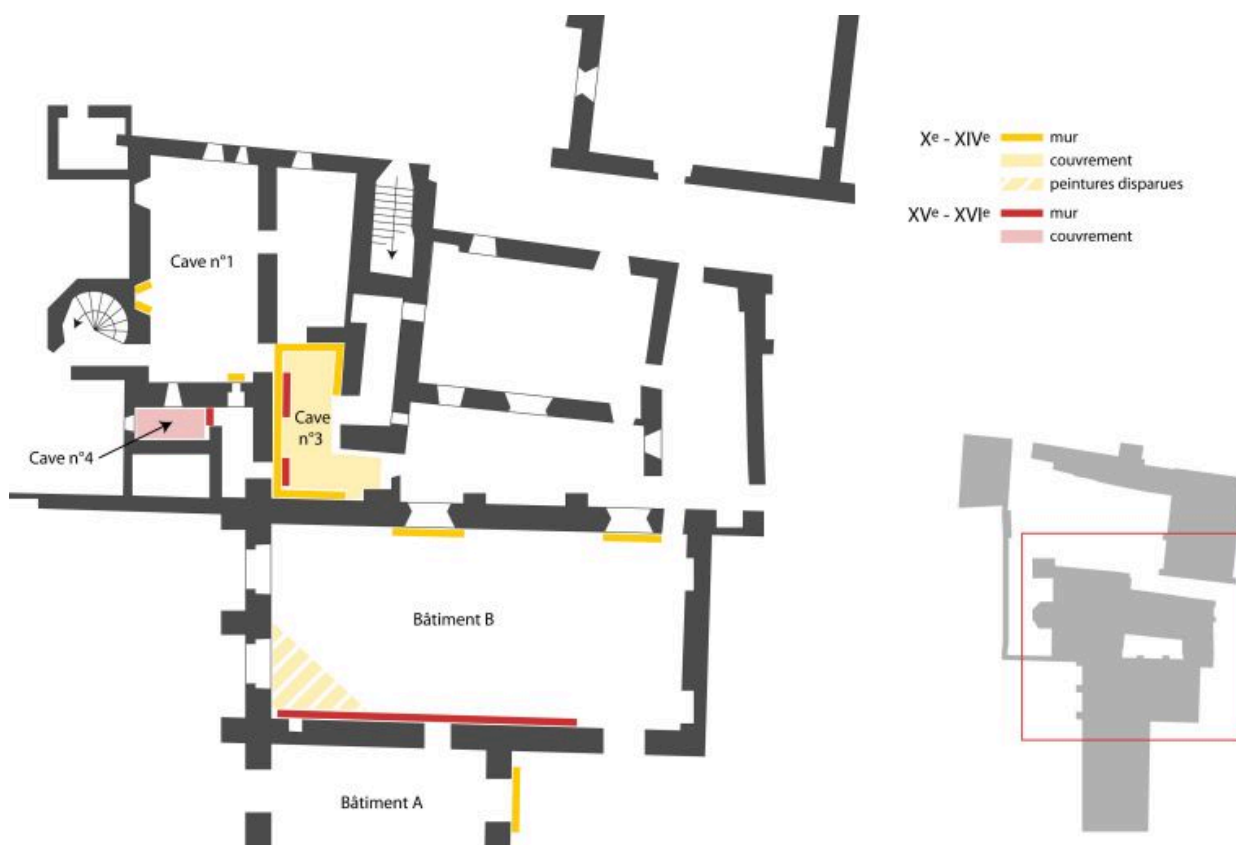 Xe - XIVe
mur
couvrement
peintures disparues
XVe - XVIe
mur
couvrement
Cave n°1
Cave
n°3
Cave n°4
Bâtiment B
Bâtiment A